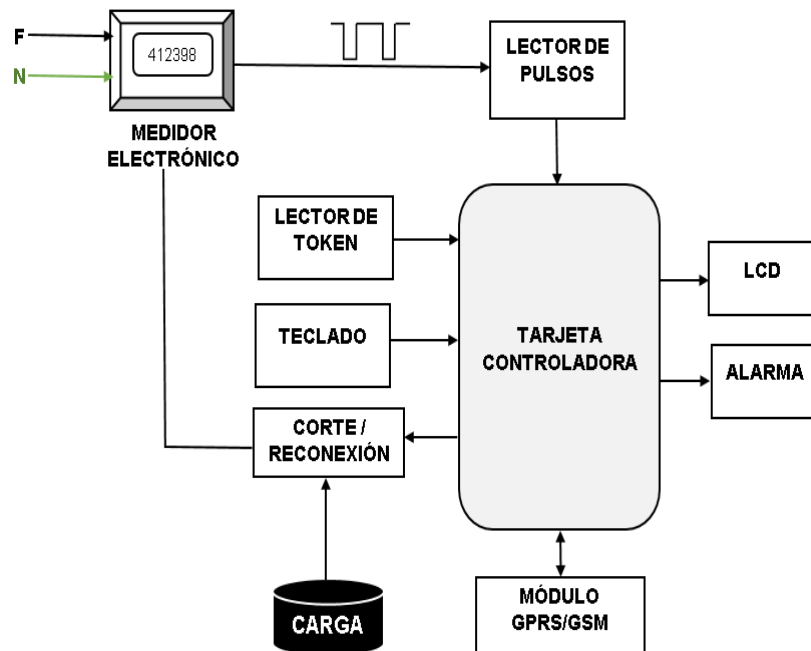 F
N
412398
MEDIDOR
ELECTRÓNICO
LECTOR DE
PULSOS
LECTOR DE
TOKEN
TECLADO
CORTE /
RECONEXIÓN
CARGA
TARJETA
CONTROLADORA
LCD
ALARMA
MÓDULO
GPRS/GSM